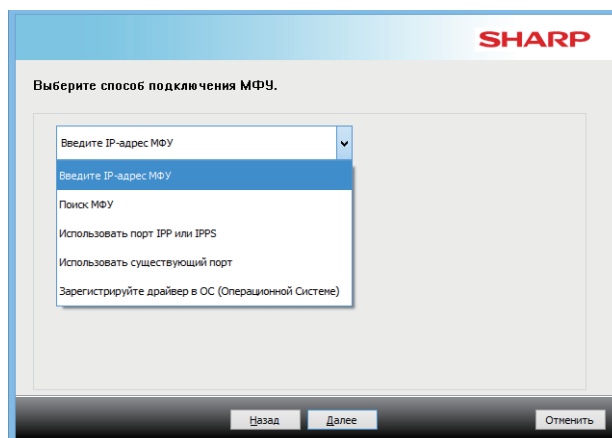 SHARP
Выберите способ подключения МФУ.
Введите IP-адрес МФУ
Введите IP-адрес МФУ
Поиск МФУ
Использовать порт IPP или IPPS
Использовать существующий порт
Зарегистрируйте драйвер в ОС (Операционной Системе)
Назад Далее Отменить